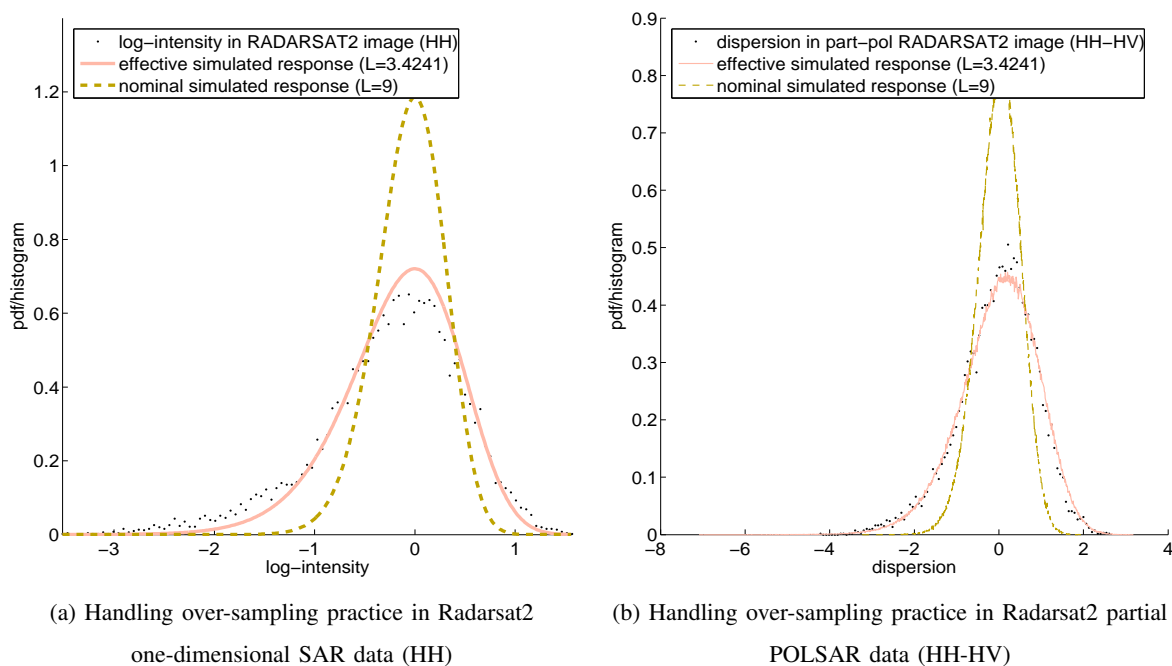 log−intensity in RADARSAT2 image (HH)
effective simulated response (L=3.4241)
nominal simulated response (L=9)
1.2
1
0.8
0.6
0.4
0.2
0
pdf/histogram
−3
−2
−1
0
1
log−intensity
(a) Handling over-sampling practice in Radarsat2
one-dimensional SAR data (HH)
0.9
dispersion in part−pol RADARSAT2 image (HH−HV)
effective simulated response (L=3.4241)
nominal simulated response (L=9)
0.8
0.7
0.6
0.5
0.4
0.3
0.2
0.1
0
pdf/histogram
−8
−6
−4
−2
0
2
4
dispersion
(b) Handling over-sampling practice in Radarsat2 partial
POLSAR data (HH-HV)